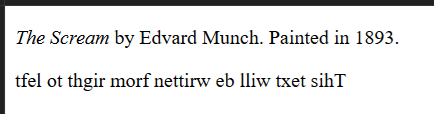 The Scream by Edvard Munch. Painted in 1893.
tfel ot thgir morf nettirw eb lliw txet sihT